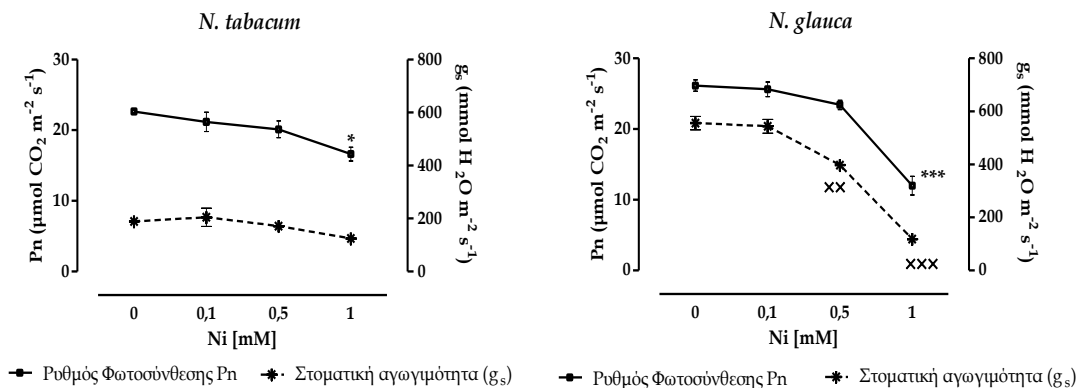 N. tabacum
Pn (μmol CO2 m-2 s-1)
30
20
10
0
800
600
400
200
0
gs (mmol H2O m-2 s-1)
*
0 0,1 0,5 1
Ni [mM]
Ρυθμός Φωτοσύνθεσης Pn Στοματική αγωγιμότητα (gs)
N. glauca
Pn (μmol CO2 m-2 s-1)
30
20
10
0
800
600
400
200
0
gs (mmol H2O m-2 s-1)
***
××
×××
0 0,1 0,5 1
Ni [mM]
Ρυθμός Φωτοσύνθεσης Pn Στοματική αγωγιμότητα (gs)